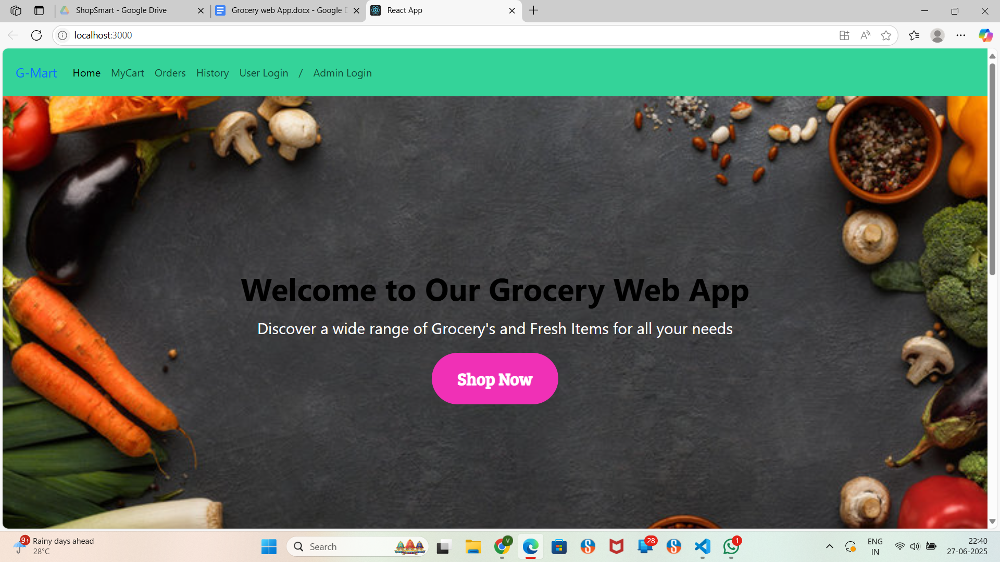 ShopSmart - Google Drive
Grocery web App.docx - Google D
React App
localhost:3000
G-Mart Home MyCart Orders History User Login / Admin Login
Welcome to Our Grocery Web App
Discover a wide range of Grocery's and Fresh Items for all your needs
Shop Now
9+
Rainy days ahead
28°C
Search
V
28
1
ENG
IN
22:40
27-06-2025